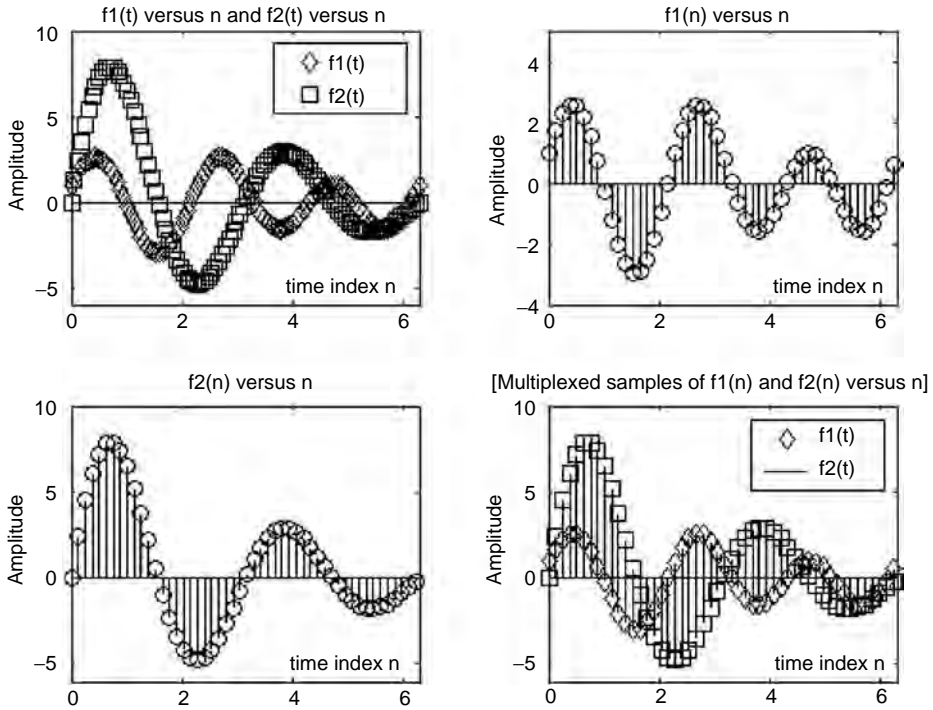 f1(t) versus n and f2(t) versus n
10
5
0
−5
0
2
4
6
Amplitude
f1(t)
f2(t)
time index n
f1(n) versus n
4
2
0
−2
−4
0
2
4
6
Amplitude
time index n
f2(n) versus n
10
5
0
−5
0
2
4
6
Amplitude
time index n
[Multiplexed samples of f1(n) and f2(n) versus n]
10
5
0
−5
0
2
4
6
Amplitude
f1(t)
f2(t)
time index n